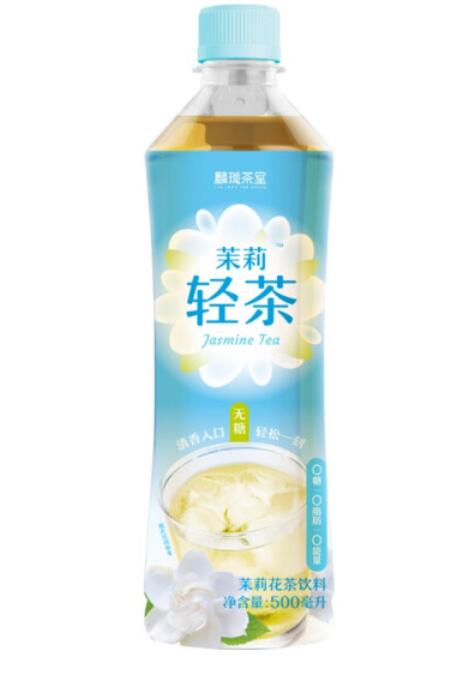 麟珑茶室
茉莉
™
轻茶
Jasmine Tea
无糖
清香入口 轻松一刻
0糖
0脂肪
0能量
茉莉花茶饮料
净含量:500毫升